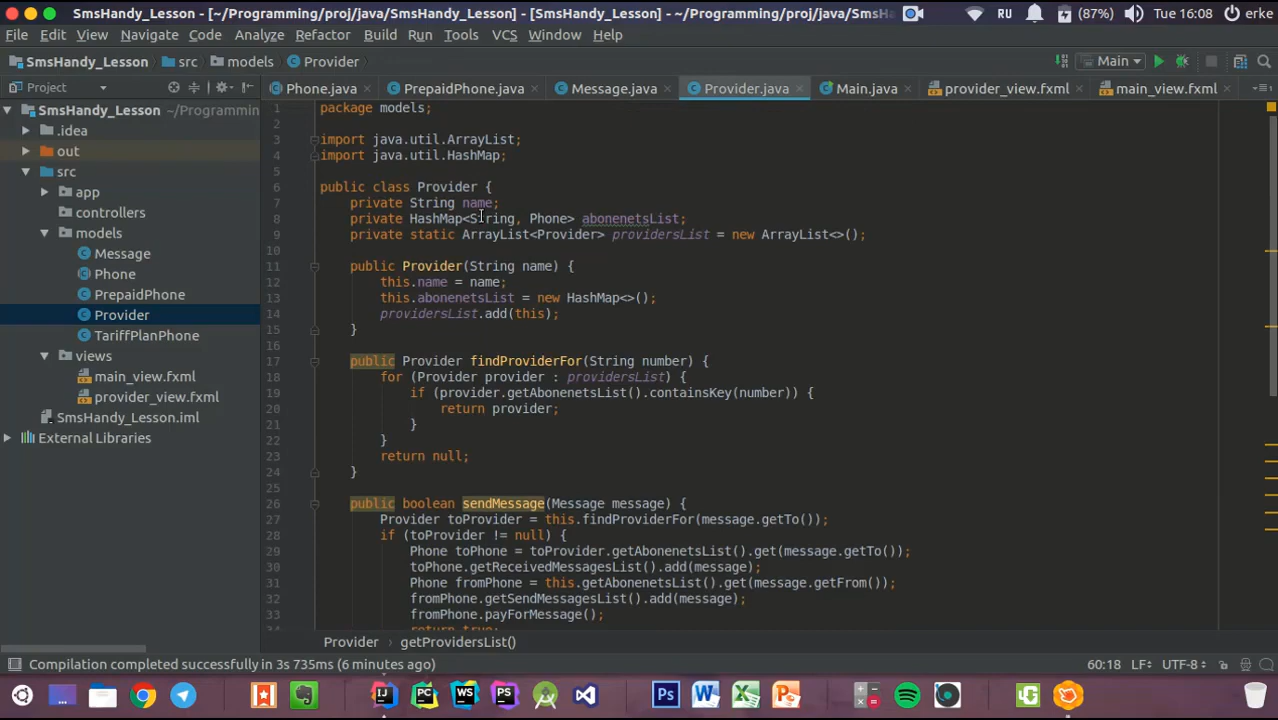 SmsHandy_Lesson - [~/Programming/proj/java/SmsHandy_Lesson] - [SmsHandy_Lesson] - ~/Programming/proj/java/SmsHa
RU (87%) Tue 16:08 erke
File Edit View Navigate Code Analyze Refactor Build Run Tools VCS Window Help
SmsHandy_Lesson src models Provider Main
Project Phone.java PrepaidPhone.java Message.java Provider.java Main.java provider_view.fxml main_view.fxml
SmsHandy_Lesson ~/Programmin
.idea
out
src
app
controllers
models
Message
Phone
PrepaidPhone
Provider
TariffPlanPhone
views
main_view.fxml
provider_view.fxml
SmsHandy_Lesson.iml
External Libraries
1 package models;
2
3 import java.util.ArrayList;
4 import java.util.HashMap;
5
6 public class Provider {
7 private String name;
8 private HashMap<String, Phone> abonenetsList;
9 private static ArrayList<Provider> providersList = new ArrayList<>();
10
11 public Provider(String name) {
12 this.name = name;
13 this.abonenetsList = new HashMap<>();
14 providersList.add(this);
15 }
16
17 public Provider findProviderFor(String number) {
18 for (Provider provider : providersList) {
19 if (provider.getAbonenetsList().containsKey(number)) {
20 return provider;
21 }
22 }
23 return null;
24 }
25
26 public boolean sendMessage(Message message) {
27 Provider toProvider = this.findProviderFor(message.getTo());
28 if (toProvider != null) {
29 Phone toPhone = toProvider.getAbonenetsList().get(message.getTo());
30 toPhone.getReceivedMessagesList().add(message);
31 Phone fromPhone = this.getAbonenetsList().get(message.getFrom());
32 fromPhone.getSendMessagesList().add(message);
33 fromPhone.payForMessage();
34 return true;
Provider getProvidersList()
Compilation completed successfully in 3s 735ms (6 minutes ago) 60:18 LF UTF-8
IJ PC WS PS Ps W X P